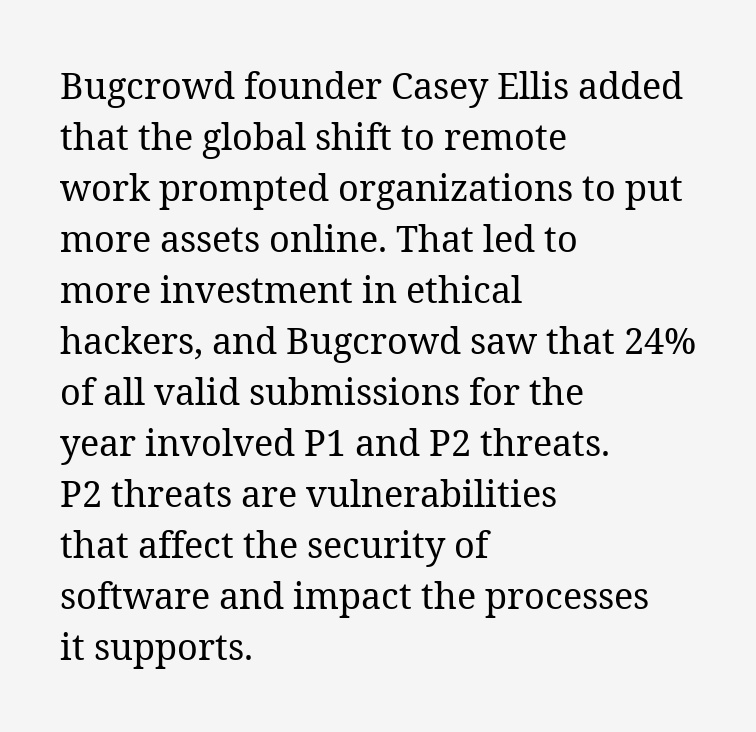 Bugcrowd founder Casey Ellis added
that the global shift to remote
work prompted organizations to put
more assets online. That led to
more investment in ethical
hackers, and Bugcrowd saw that 24%
of all valid submissions for the
year involved P1 and P2 threats.
P2 threats are vulnerabilities
that affect the security of
software and impact the processes
it supports.